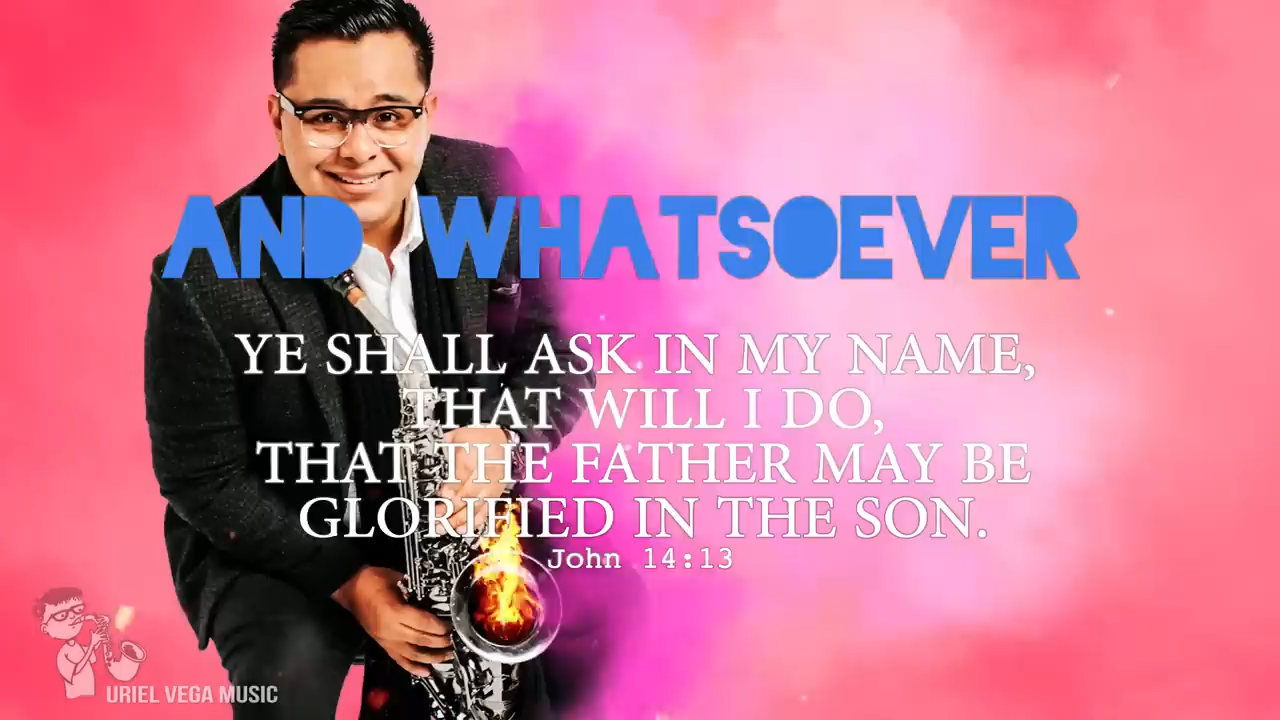 AND WHATSOEVER
YE SHALL ASK IN MY NAME,
THAT WILL I DO,
THAT THE FATHER MAY BE
GLORIFIED IN THE SON.
John 14:13
URIEL VEGA MUSIC